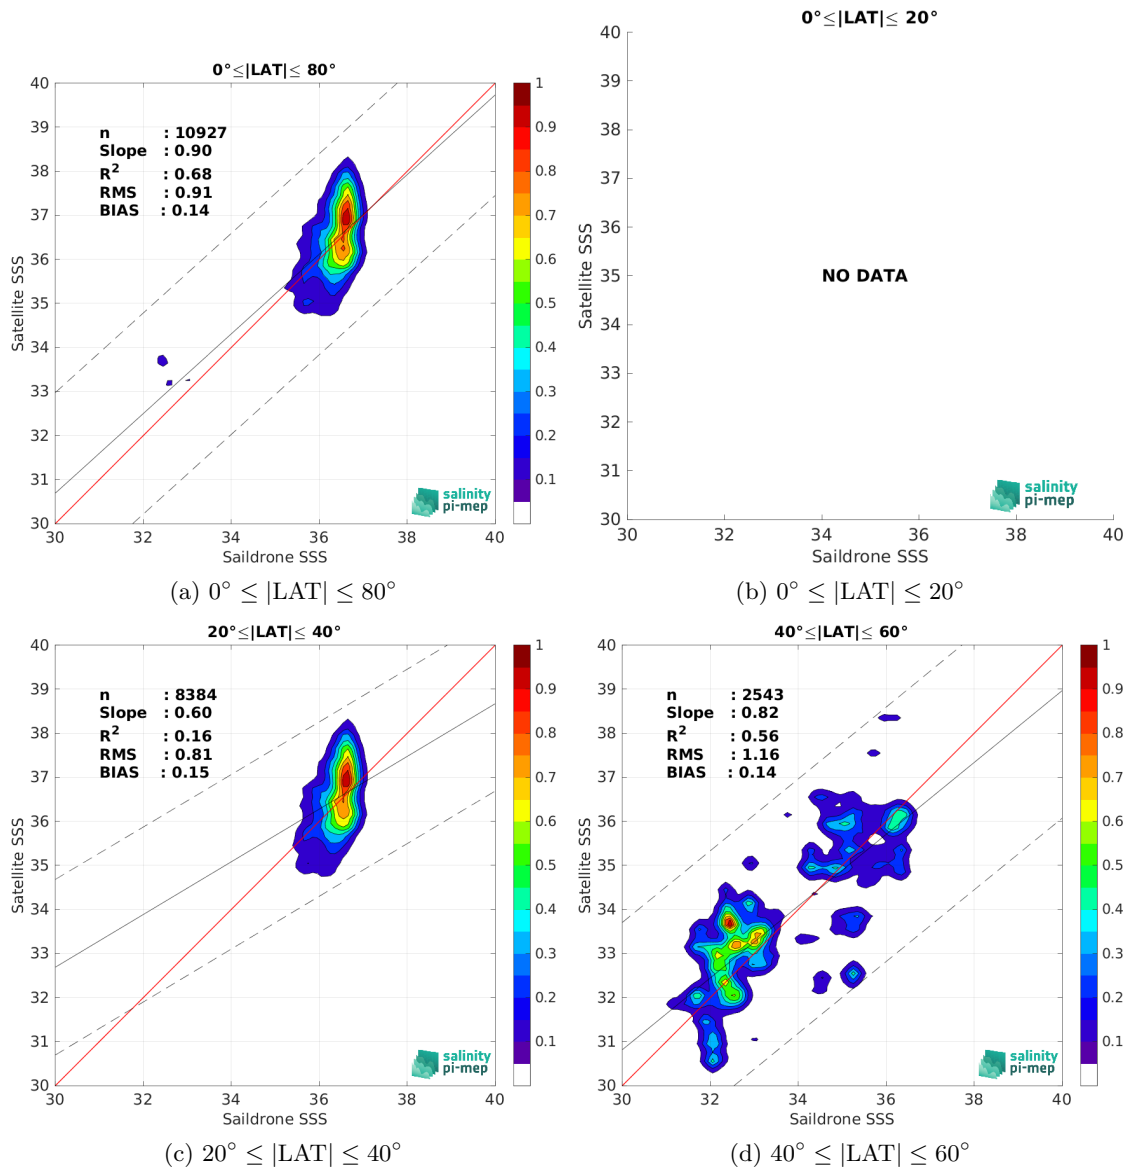 0°≤|LAT|≤ 80°
n : 10927
Slope : 0.90
R² : 0.68
RMS : 0.91
BIAS : 0.14
40
39
38
37
36
35
34
33
32
31
30
30 32 34 36 38 40
Satellite SSS
Saildrone SSS
1
0.9
0.8
0.7
0.6
0.5
0.4
0.3
0.2
0.1
salinity
pi-mep
(a) 0° ≤ |LAT| ≤ 80°
0°≤|LAT|≤ 20°
40
39
38
37
36
35
34
33
32
31
30
30 32 34 36 38 40
Satellite SSS
Saildrone SSS
NO DATA
salinity
pi-mep
(b) 0° ≤ |LAT| ≤ 20°
20°≤|LAT|≤ 40°
n : 8384
Slope : 0.60
R² : 0.16
RMS : 0.81
BIAS : 0.15
40
39
38
37
36
35
34
33
32
31
30
30 32 34 36 38 40
Satellite SSS
Saildrone SSS
1
0.9
0.8
0.7
0.6
0.5
0.4
0.3
0.2
0.1
salinity
pi-mep
(c) 20° ≤ |LAT| ≤ 40°
40°≤|LAT|≤ 60°
n : 2543
Slope : 0.82
R² : 0.56
RMS : 1.16
BIAS : 0.14
40
39
38
37
36
35
34
33
32
31
30
30 32 34 36 38 40
Satellite SSS
Saildrone SSS
1
0.9
0.8
0.7
0.6
0.5
0.4
0.3
0.2
0.1
salinity
pi-mep
(d) 40° ≤ |LAT| ≤ 60°